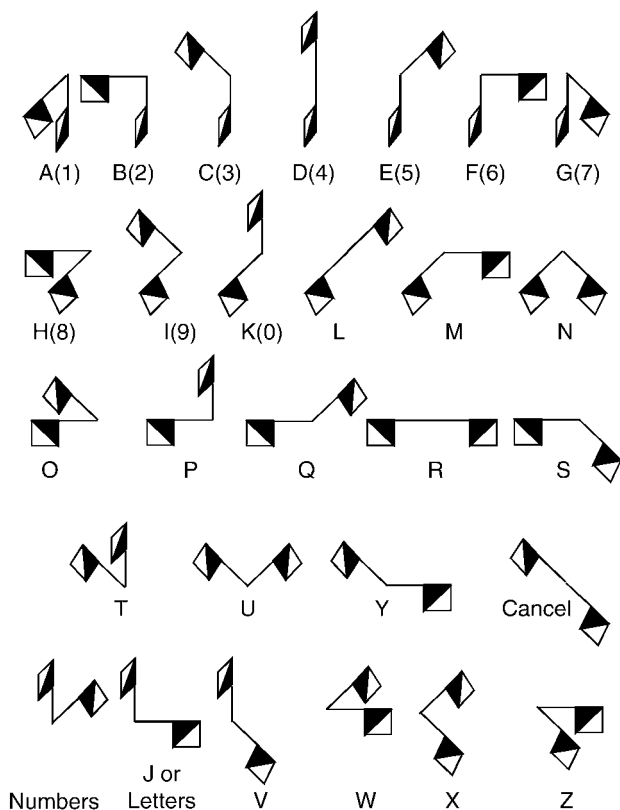 A(1) B(2) C(3) D(4) E(5) F(6) G(7)
H(8) I(9) K(0) L M N
O P Q R S
T U Y Cancel
Numbers J or Letters V W X Z